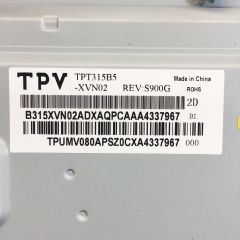 TPV TPT315B5 Made in China
-XVN02 REV:S900G ROHS
2D
B315XVN02ADXAQPCAAA4337967 BI
TPUMV080APSZ0CXA4337967 000